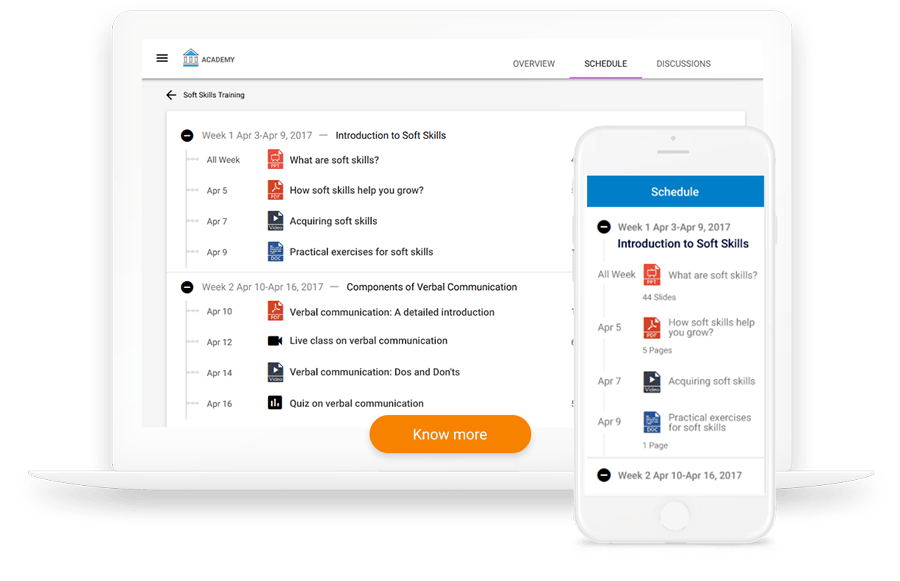 ACADEMY
OVERVIEW SCHEDULE DISCUSSIONS
Soft Skills Training
Week 1 Apr 3-Apr 9, 2017 — Introduction to Soft Skills
All Week PPT What are soft skills?
Apr 5 PDF How soft skills help you grow?
Apr 7 Video Acquiring soft skills
Apr 9 DOC Practical exercises for soft skills
Week 2 Apr 10-Apr 16, 2017 — Components of Verbal Communication
Apr 10 PDF Verbal communication: A detailed introduction
Apr 12 Live class on verbal communication
Apr 14 Video Verbal communication: Dos and Don'ts
Apr 16 Quiz on verbal communication
Know more
Schedule
Week 1 Apr 3-Apr 9, 2017
Introduction to Soft Skills
All Week PPT What are soft skills?
44 Slides
Apr 5 PDF How soft skills help
you grow?
5 Pages
Apr 7 Video Acquiring soft skills
Apr 9 DOC Practical exercises
for soft skills
1 Page
Week 2 Apr 10-Apr 16, 2017